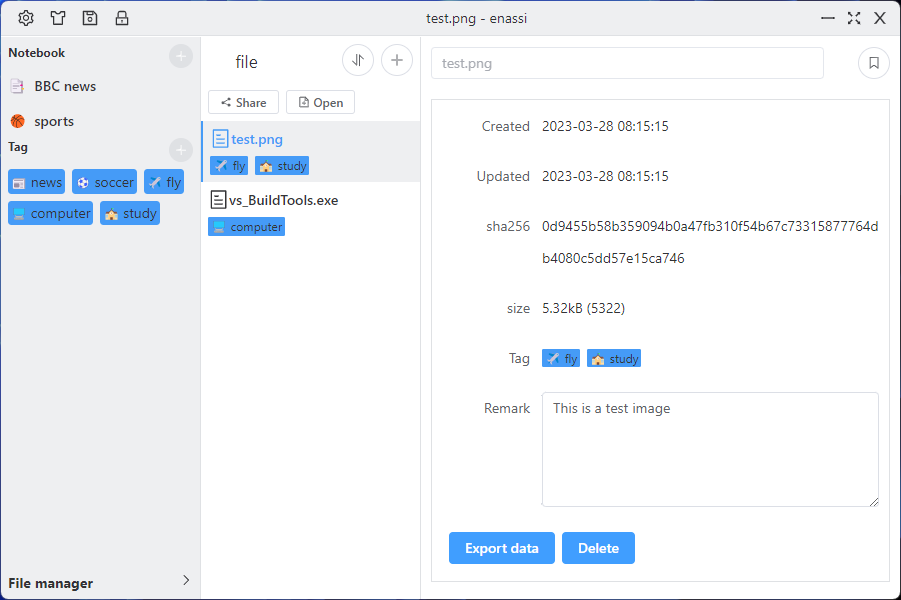 test.png - enassi
Notebook
BBC news
sports
Tag
news soccer fly
computer study
File manager
file
Share Open
test.png
fly study
vs_BuildTools.exe
computer
test.png
Created 2023-03-28 08:15:15
Updated 2023-03-28 08:15:15
sha256 0d9455b58b359094b0a47fb310f54b67c73315877764d
b4080c5dd57e15ca746
size 5.32kB (5322)
Tag fly study
Remark This is a test image
Export data Delete